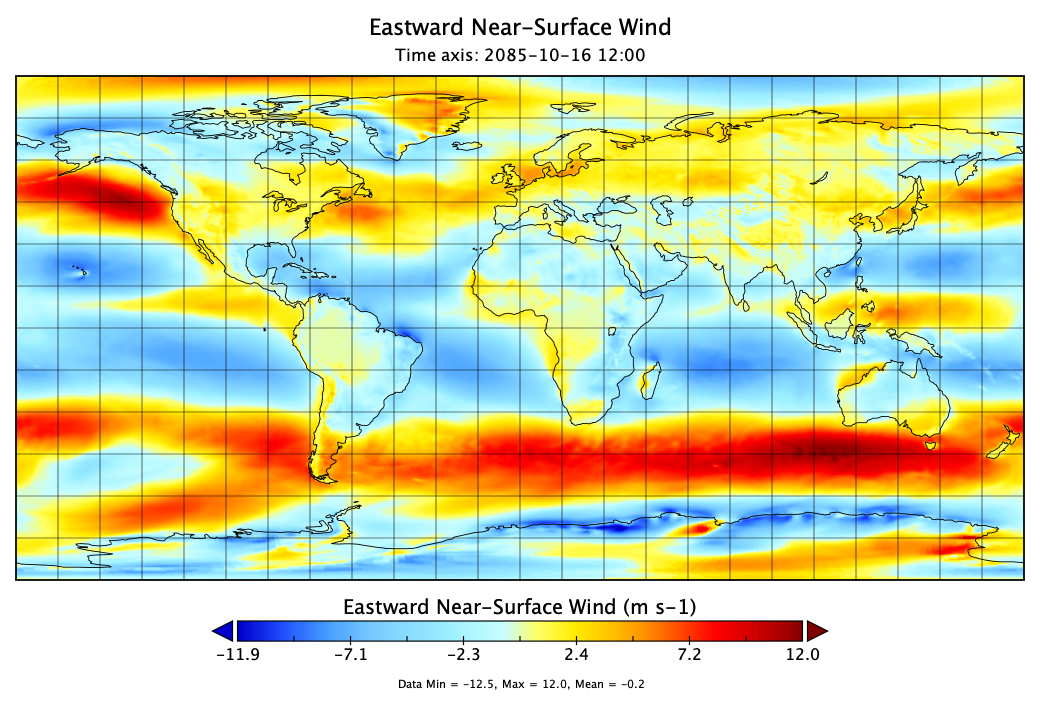 Eastward Near-Surface Wind
Time axis: 2085-10-16 12:00
Eastward Near-Surface Wind (m s-1)
-11.9 -7.1 -2.3 2.4 7.2 12.0
Data Min = -12.5, Max = 12.0, Mean = -0.2